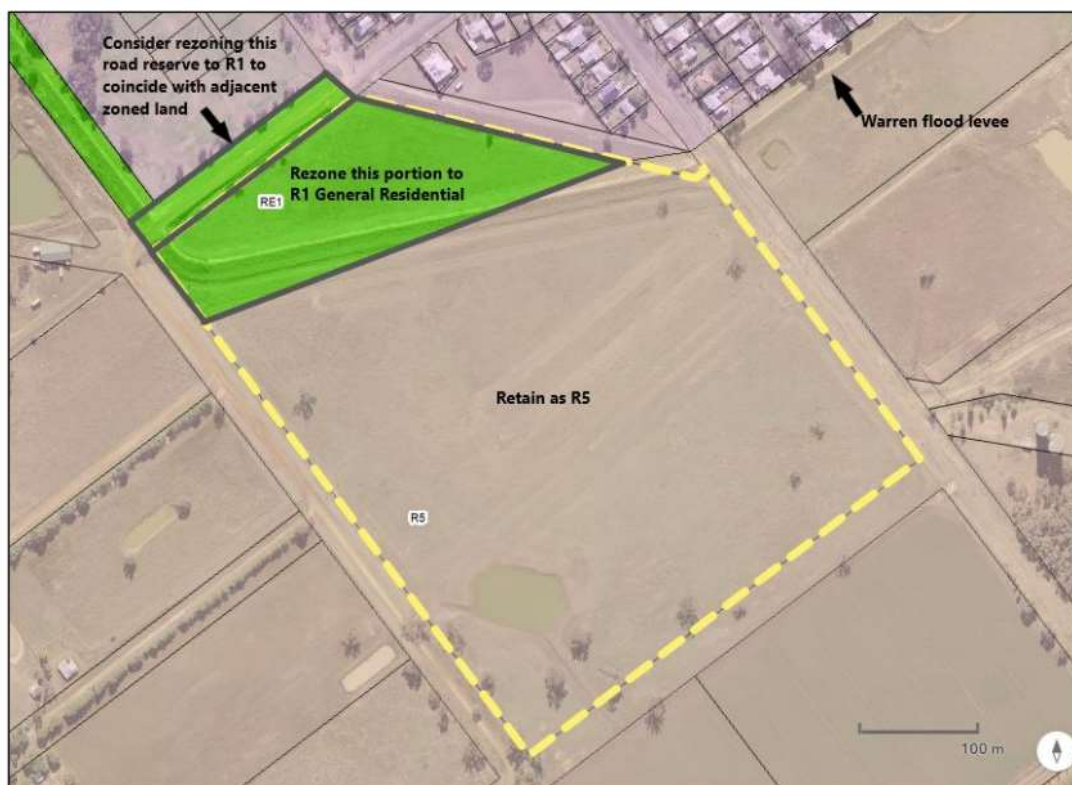 Consider rezoning this
road reserve to R1 to
coincide with adjacent
zoned land
Warren flood levee
Rezone this portion to
R1 General Residential
RE1
Retain as R5
R5
100 m